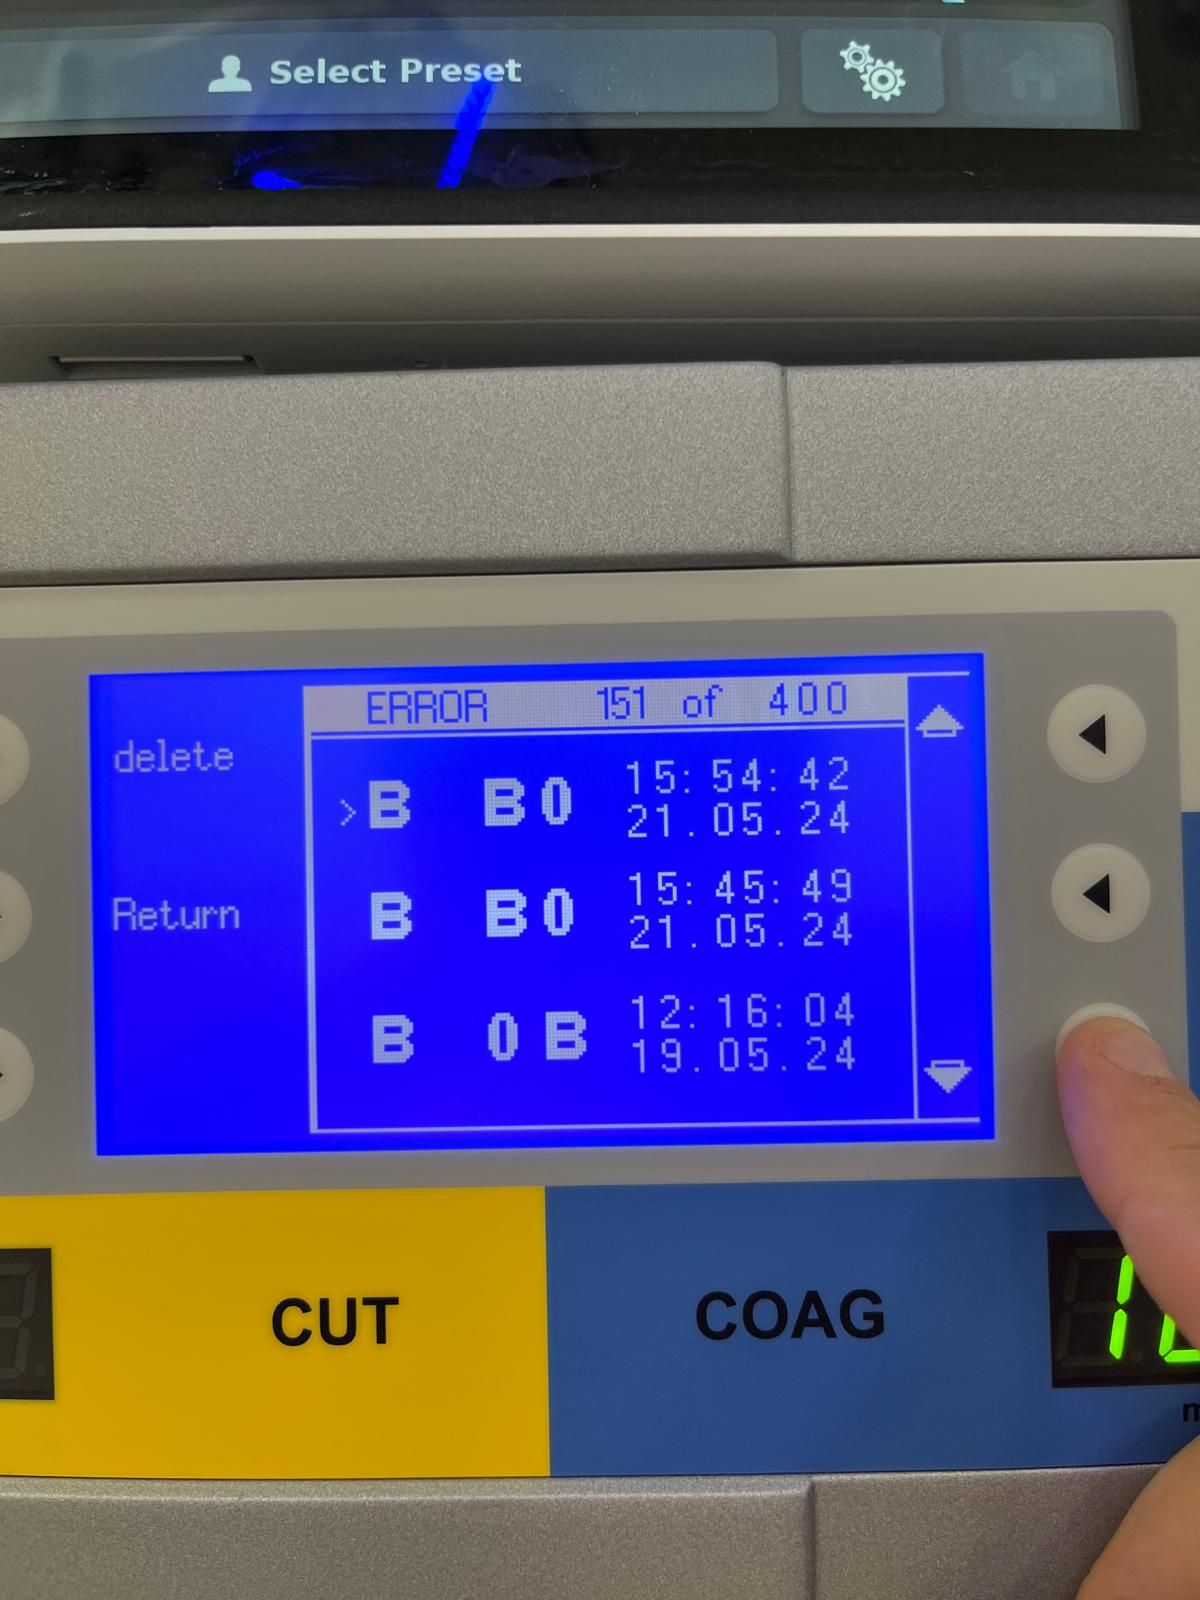 Select Preset
ERROR 151 of 400
delete
>B B0 15:54:42
21.05.24
Return
B B0 15:45:49
21.05.24
B 0B 12:16:04
19.05.24
CUT
COAG